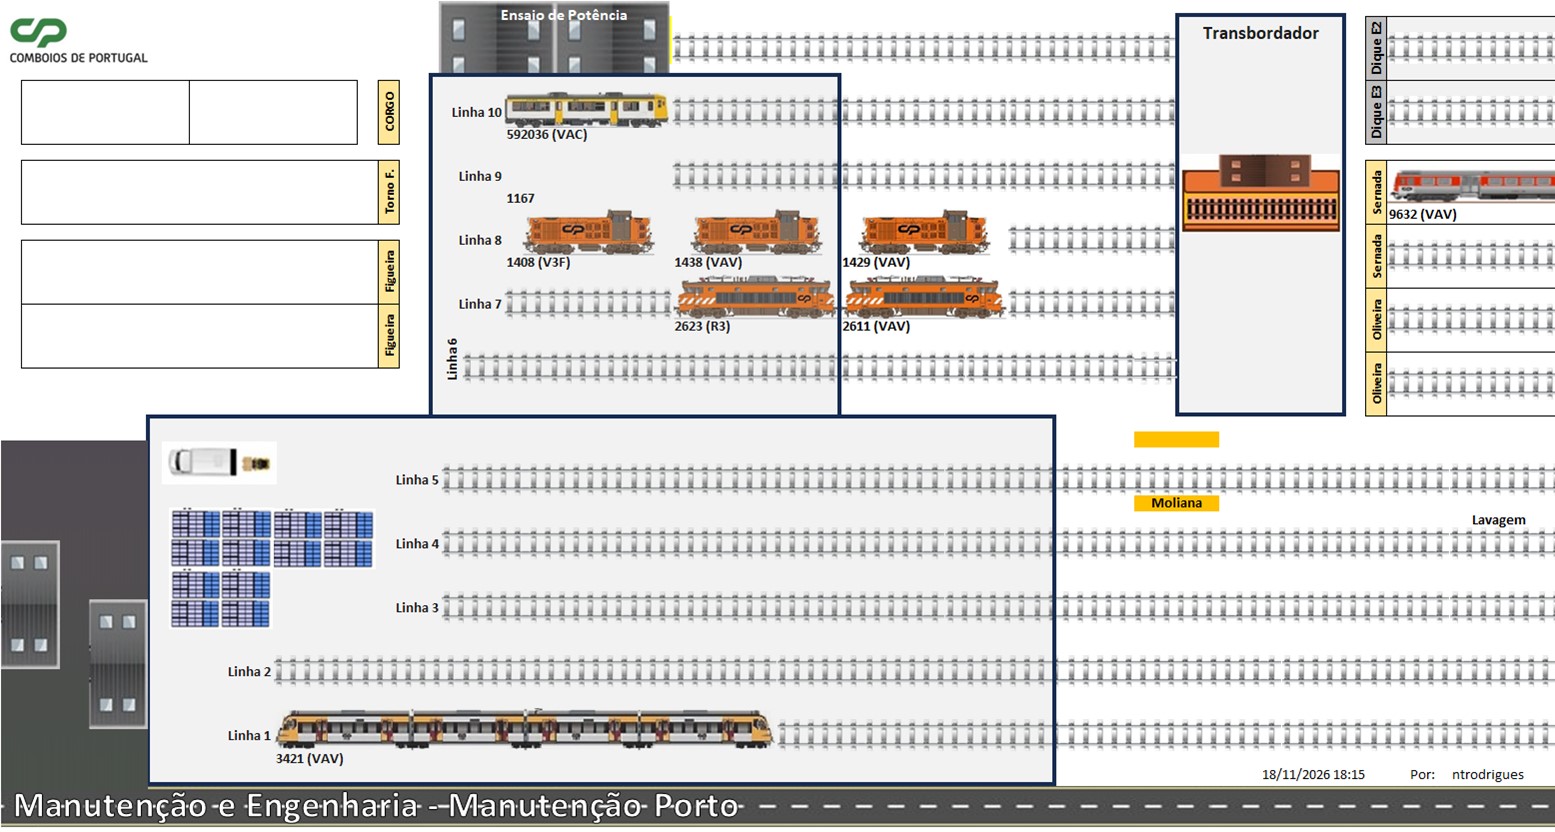 CP
COMBOIOS DE PORTUGAL
Ensaio de Potência
Transbordador
Dique E2
Dique E3
CORGO
Torno F.
Figueira
Figueira
Linha 10
592036 (VAC)
Linha 9
1167
Linha 8
1408 (V3F)
1438 (VAV)
1429 (VAV)
Linha 7
2623 (R3)
2611 (VAV)
Linha 6
Sernada
9632 (VAV)
Sernada
Oliveira
Oliveira
Linha 5
Moliana
Lavagem
Linha 4
Linha 3
Linha 2
Linha 1
3421 (VAV)
18/11/2026 18:15 Por: ntrodrigues
Manutenção e Engenharia - Manutenção Porto